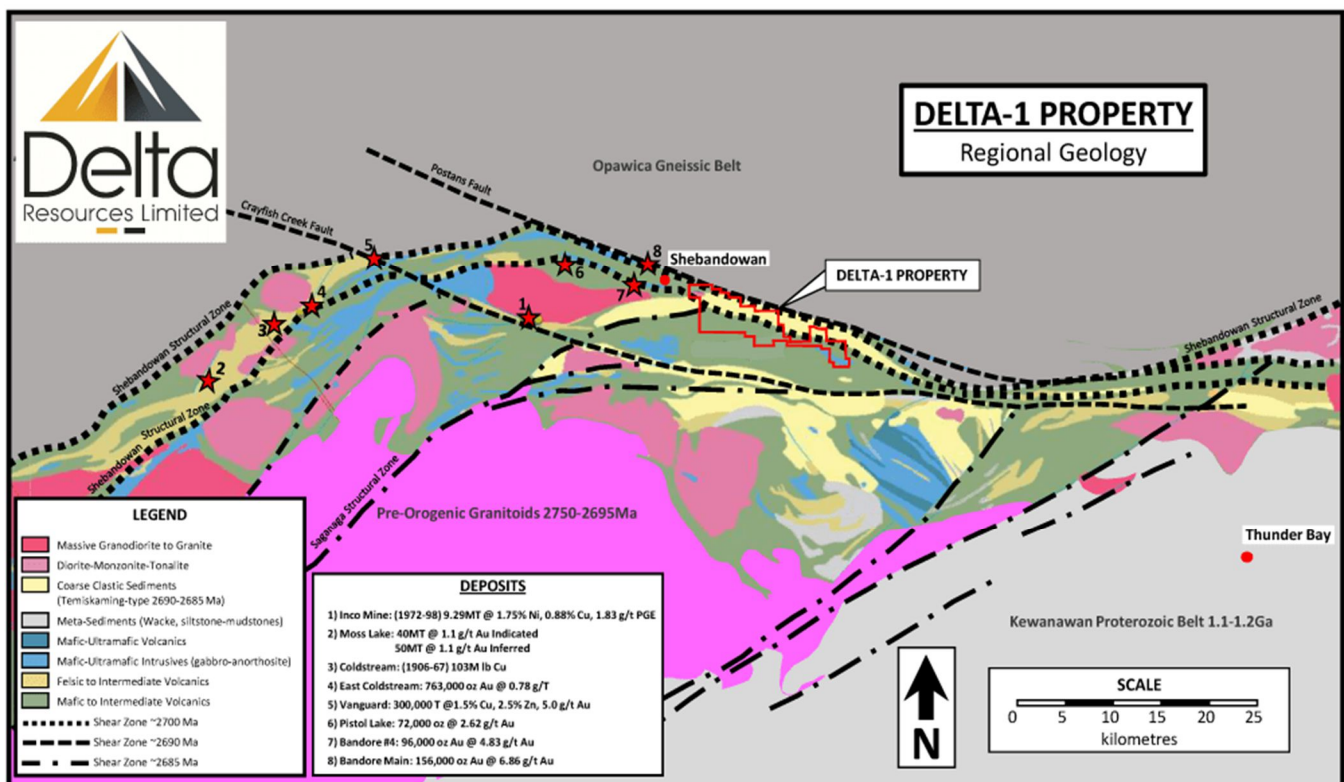 Delta
Resources Limited
DELTA-1 PROPERTY
Regional Geology
Opawica Gneissic Belt
Postans Fault
Crayfish Creek Fault
5
8
Shebandowan
6
7
DELTA-1 PROPERTY
4
1
3
2
Shebandowan Structural Zone
Shebandowan Structural Zone
Shebandowan Structural Zone
Saganaga Structural Zone
Pre-Orogenic Granitoids 2750-2695Ma
Thunder Bay
Kewanawan Proterozoic Belt 1.1-1.2Ga
LEGEND
Massive Granodiorite to Granite
Diorite-Monzonite-Tonalite
Coarse Clastic Sediments
(Temiskaming-type 2690-2685 Ma)
Meta-Sediments (Wacke, siltstone-mudstones)
Mafic-Ultramafic Volcanics
Mafic-Ultramafic Intrusives (gabbro-anorthosite)
Felsic to Intermediate Volcanics
Mafic to Intermediate Volcanics
Shear Zone ~2700 Ma
Shear Zone ~2690 Ma
Shear Zone ~2685 Ma
DEPOSITS
1) Inco Mine: (1972-98) 9.29MT @ 1.75% Ni, 0.88% Cu, 1.83 g/t PGE
2) Moss Lake: 40MT @ 1.1 g/t Au Indicated
50MT @ 1.1 g/t Au Inferred
3) Coldstream: (1906-67) 103M lb Cu
4) East Coldstream: 763,000 oz Au @ 0.78 g/T
5) Vanguard: 300,000 T @1.5% Cu, 2.5% Zn, 5.0 g/t Au
6) Pistol Lake: 72,000 oz @ 2.62 g/t Au
7) Bandore #4: 96,000 oz Au @ 4.83 g/t Au
8) Bandore Main: 156,000 oz Au @ 6.86 g/t Au
N
SCALE
0 5 10 15 20 25
kilometres